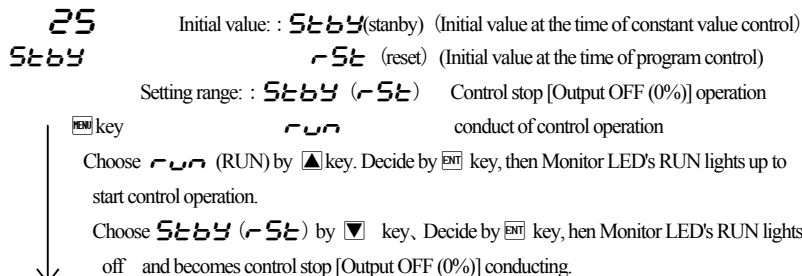 25 Initial value: : Stby(stanby) (Initial value at the time of constant value control)
Stby rSt (reset) (Initial value at the time of program control)
Setting range: : Stby (rSt) Control stop [Output OFF (0%)] operation
MENU key run conduct of control operation
Choose run (RUN) by ▲ key. Decide by ENT key, then Monitor LED's RUN lights up to
start control operation.
Choose Stby (rSt) by ▼ key、Decide by ENT key, hen Monitor LED's RUN lights
off and becomes control stop [Output OFF (0%)] conducting.